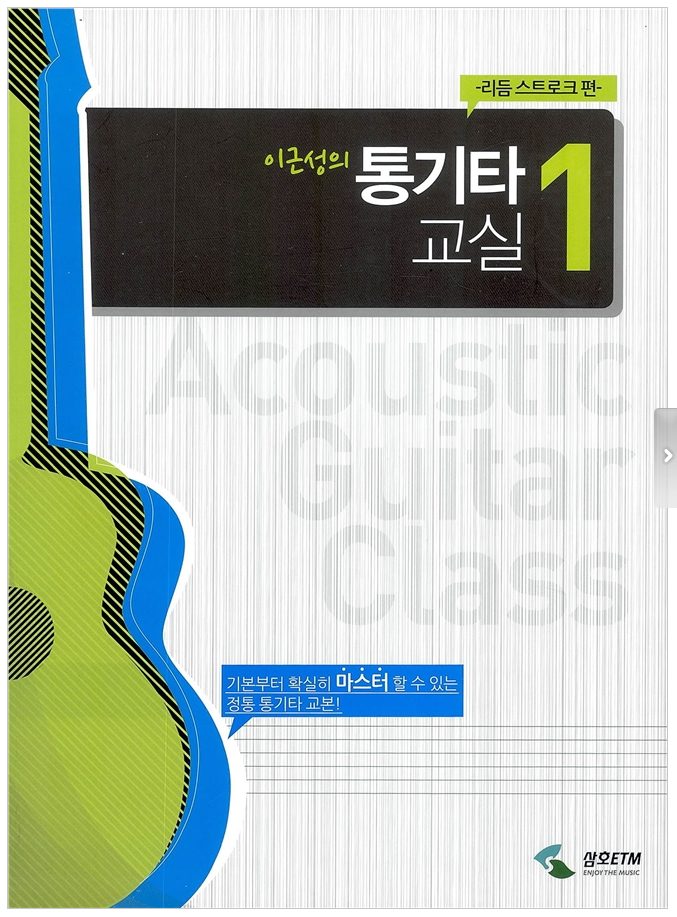 -리듬 스트로크 편-
이근성의 통기타 1
교실
Acoustic
Guitar
Class
기본부터 확실히 마스터 할 수 있는
정통 통기타 교본!
삼호ETM
ENJOY THE MUSIC